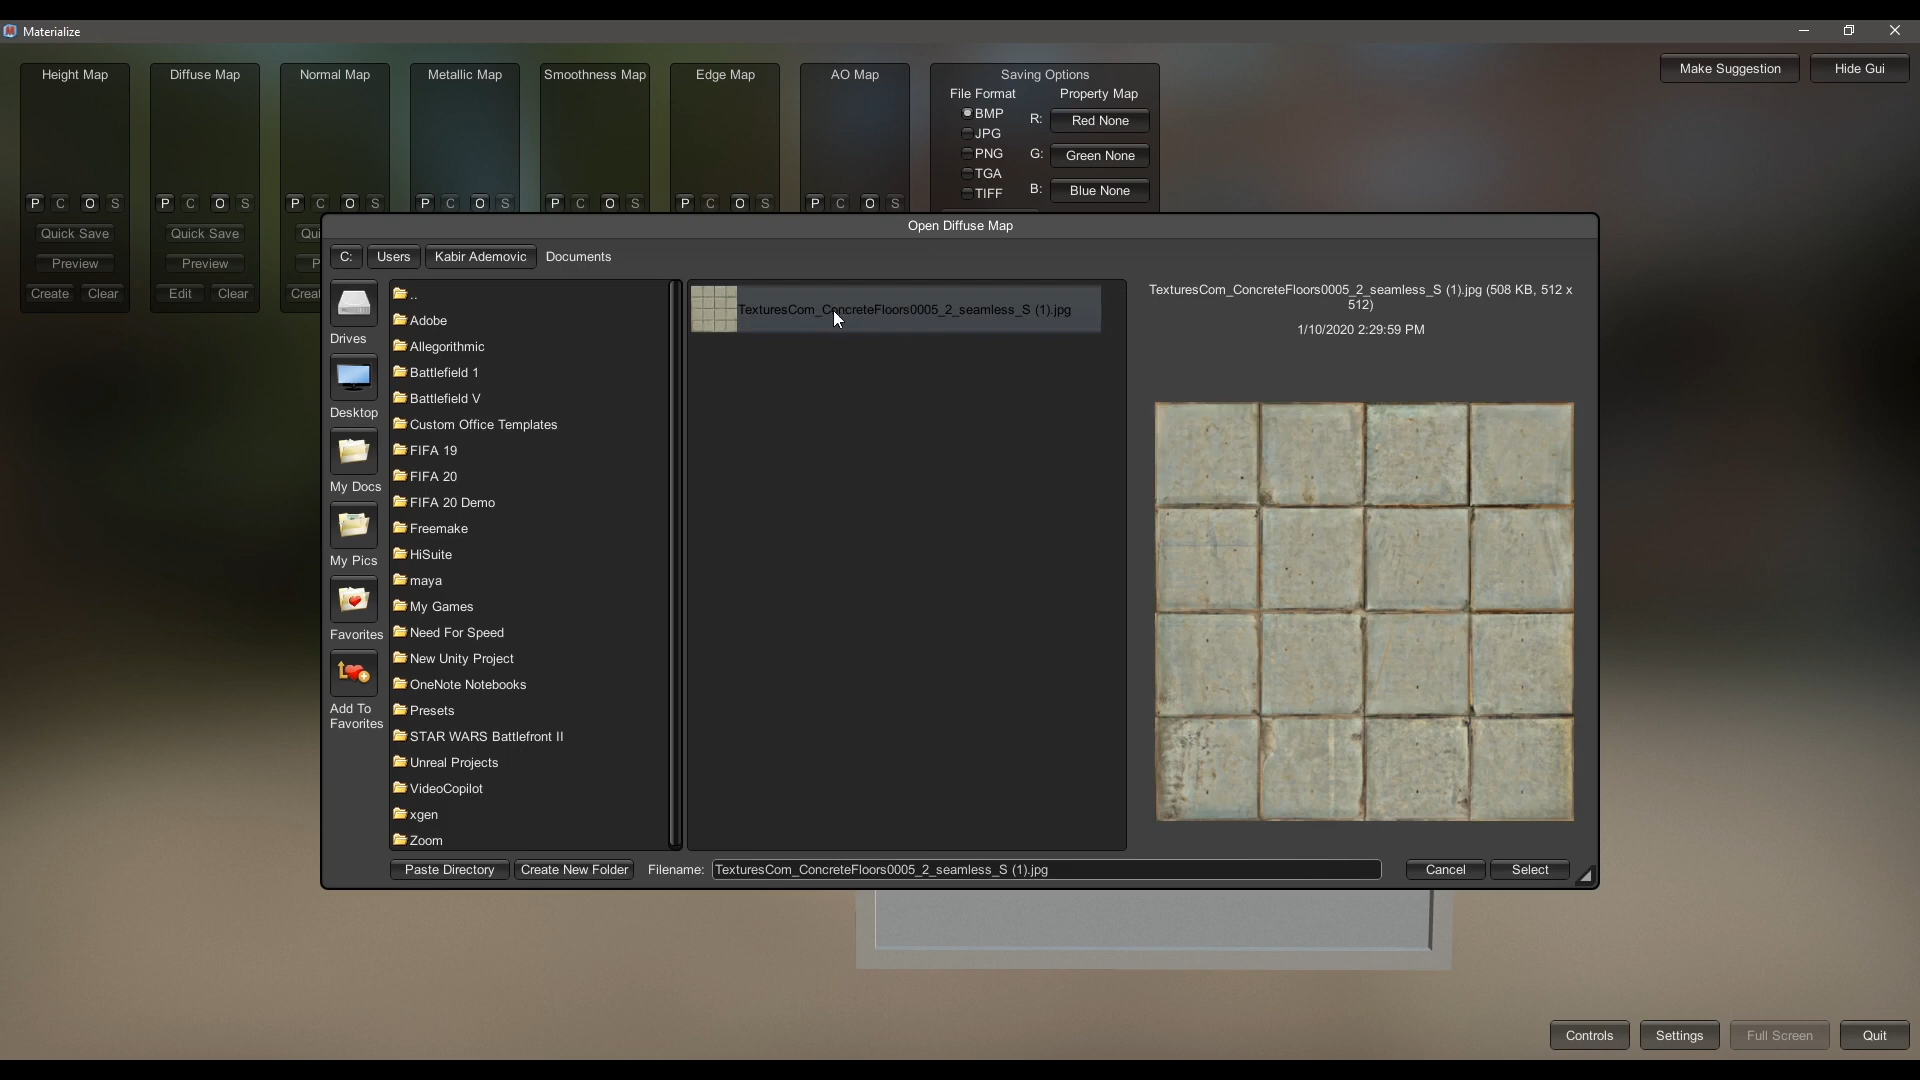 Materialize
Make Suggestion
Hide Gui
Height Map
Diffuse Map
Normal Map
Metallic Map
Smoothness Map
Edge Map
AO Map
Saving Options
File Format
Property Map
BMP
JPG
PNG
TGA
TIFF
R: Red None
G: Green None
B: Blue None
P C O S
P C O S
P C O S
P C O S
P C O S
P C O S
P C O S
Quick Save
Quick Save
Qui
Preview
Preview
P
Create Clear
Edit Clear
Creat
Open Diffuse Map
C: Users Kabir Ademovic Documents
Drives
Desktop
My Docs
My Pics
Favorites
Add To
Favorites
..
Adobe
Allegorithmic
Battlefield 1
Battlefield V
Custom Office Templates
FIFA 19
FIFA 20
FIFA 20 Demo
Freemake
HiSuite
maya
My Games
Need For Speed
New Unity Project
OneNote Notebooks
Presets
STAR WARS Battlefront II
Unreal Projects
VideoCopilot
xgen
Zoom
TexturesCom_ConcreteFloors0005_2_seamless_S (1).jpg
TexturesCom_ConcreteFloors0005_2_seamless_S (1).jpg (508 KB, 512 x
512)
1/10/2020 2:29:59 PM
Paste Directory
Create New Folder
Filename: TexturesCom_ConcreteFloors0005_2_seamless_S (1).jpg
Cancel
Select
Controls
Settings
Full Screen
Quit